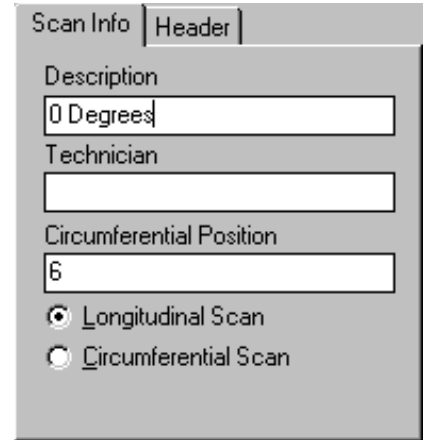 Scan Info Header
Description
0 Degrees
Technician
Circumferential Position
6
Longitudinal Scan
Circumferential Scan